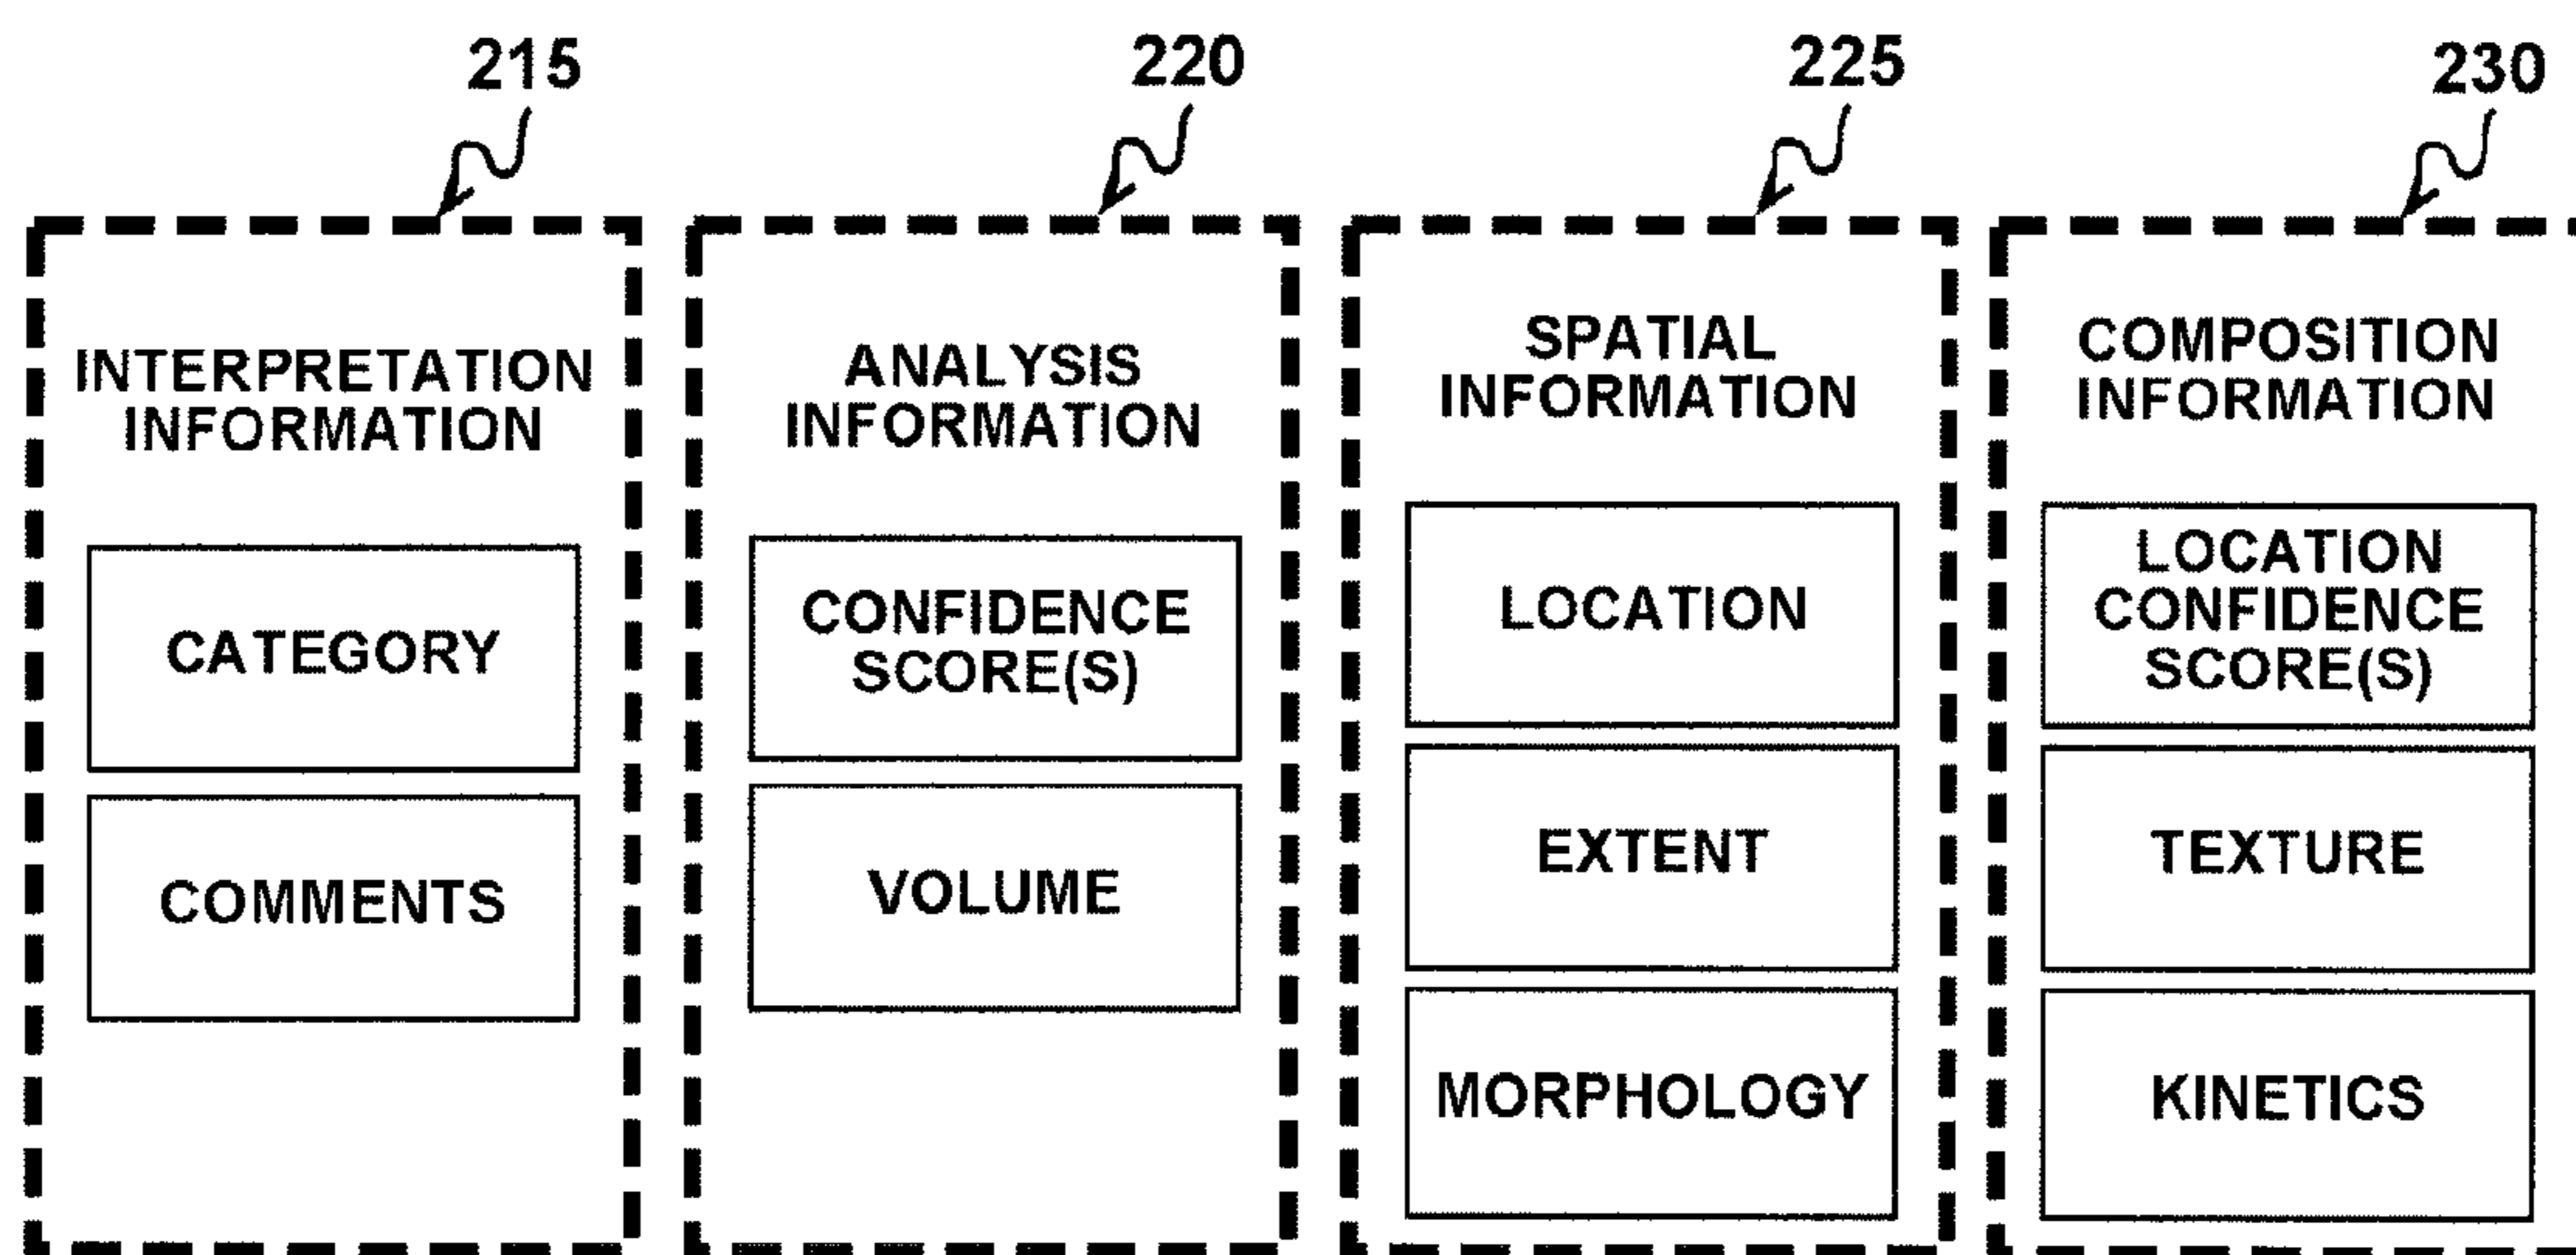 215
INTERPRETATION
INFORMATION
CATEGORY
COMMENTS
220
ANALYSIS
INFORMATION
CONFIDENCE
SCORE(S)
VOLUME
225
SPATIAL
INFORMATION
LOCATION
EXTENT
MORPHOLOGY
230
COMPOSITION
INFORMATION
LOCATION
CONFIDENCE
SCORE(S)
TEXTURE
KINETICS